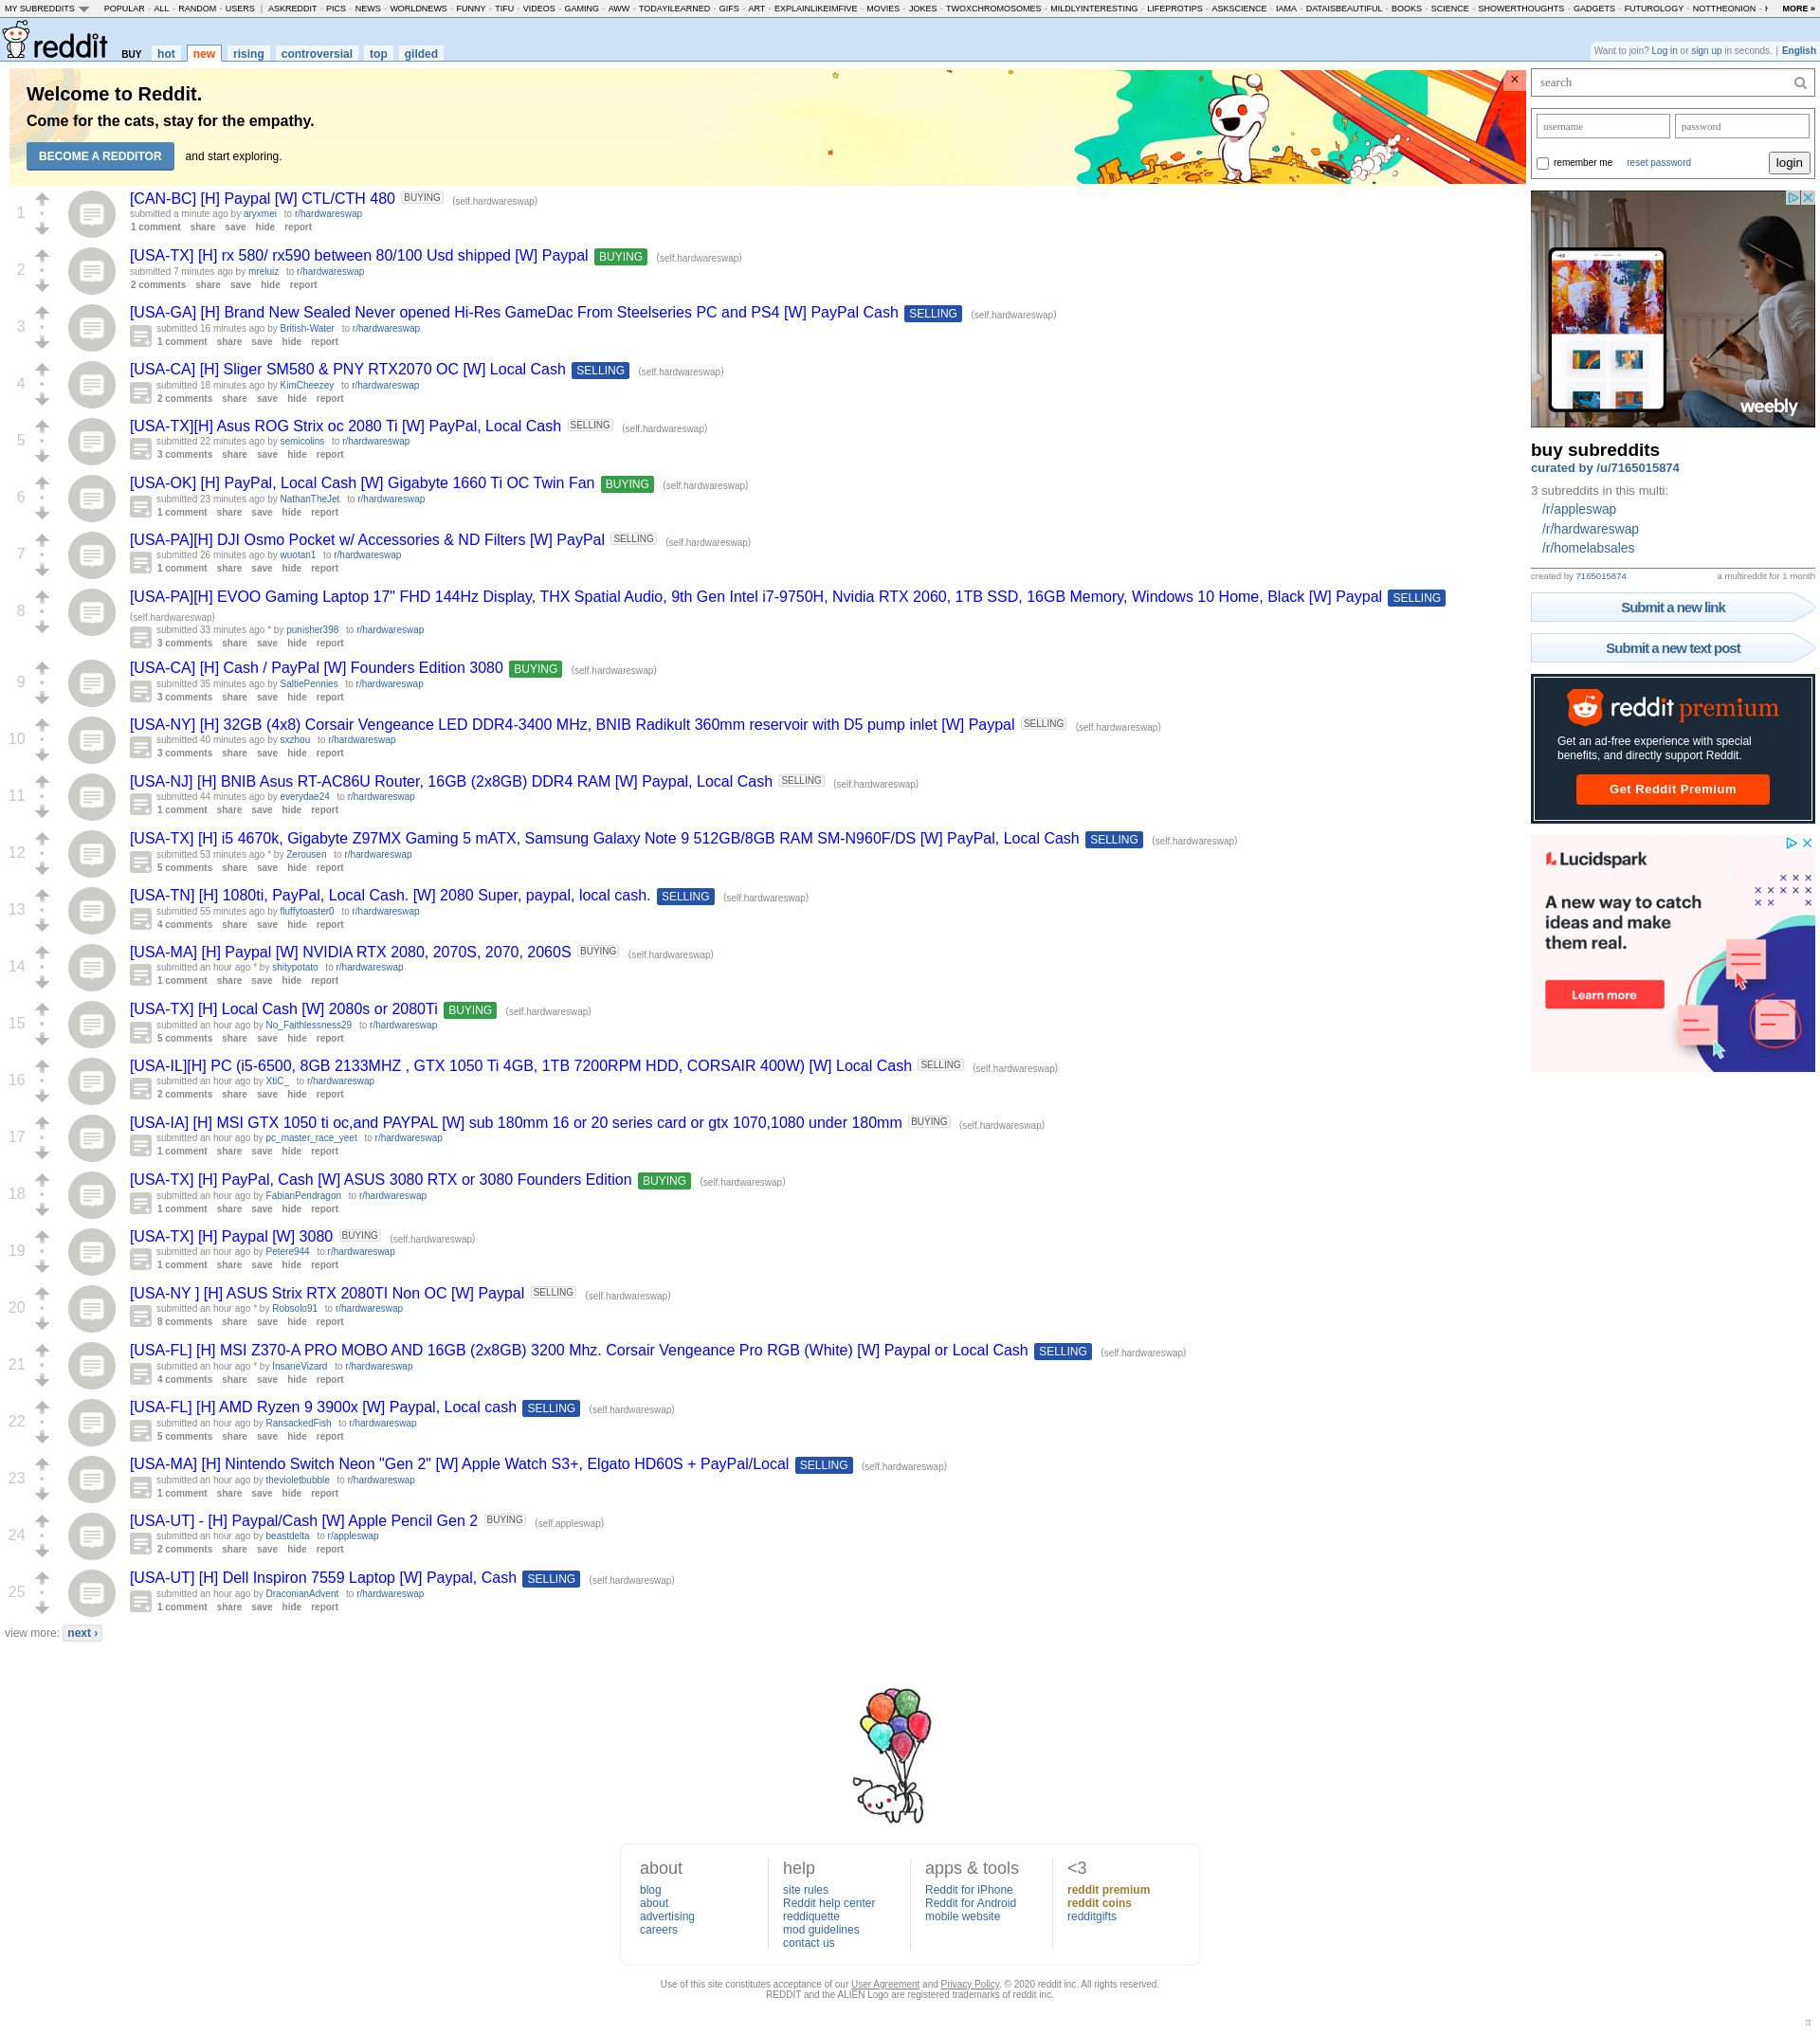 MY SUBREDDITS POPULAR - ALL - RANDOM - USERS | ASKREDDIT - PICS - NEWS - WORLDNEWS - FUNNY - TIFU - VIDEOS - GAMING - AWW - TODAYILEARNED - GIFS - ART - EXPLAINLIKEIMFIVE - MOVIES - JOKES - TWOXCHROMOSOMES - MILDLYINTERESTING - LIFEPROTIPS - ASKSCIENCE - IAMA - DATAISBEAUTIFUL - BOOKS - SCIENCE - SHOWERTHOUGHTS - GADGETS - FUTUROLOGY - NOTTHEONION - MORE »
reddit BUY hot new rising controversial top gilded
Want to join? Log in or sign up in seconds. | English
Welcome to Reddit.
Come for the cats, stay for the empathy.
BECOME A REDDITOR and start exploring.
×
1
[CAN-BC] [H] Paypal [W] CTL/CTH 480 BUYING (self.hardwareswap)
submitted a minute ago by aryxmei to r/hardwareswap
1 comment share save hide report
2
[USA-TX] [H] rx 580/ rx590 between 80/100 Usd shipped [W] Paypal BUYING (self.hardwareswap)
submitted 7 minutes ago by mreluiz to r/hardwareswap
2 comments share save hide report
3
[USA-GA] [H] Brand New Sealed Never opened Hi-Res GameDac From Steelseries PC and PS4 [W] PayPal Cash SELLING (self.hardwareswap)
submitted 16 minutes ago by British-Water to r/hardwareswap
1 comment share save hide report
4
[USA-CA] [H] Sliger SM580 & PNY RTX2070 OC [W] Local Cash SELLING (self.hardwareswap)
submitted 18 minutes ago by KimCheezey to r/hardwareswap
2 comments share save hide report
5
[USA-TX][H] Asus ROG Strix oc 2080 Ti [W] PayPal, Local Cash SELLING (self.hardwareswap)
submitted 22 minutes ago by semicolins to r/hardwareswap
3 comments share save hide report
6
[USA-OK] [H] PayPal, Local Cash [W] Gigabyte 1660 Ti OC Twin Fan BUYING (self.hardwareswap)
submitted 23 minutes ago by NathanTheJet to r/hardwareswap
1 comment share save hide report
7
[USA-PA][H] DJI Osmo Pocket w/ Accessories & ND Filters [W] PayPal SELLING (self.hardwareswap)
submitted 26 minutes ago by wuotan1 to r/hardwareswap
1 comment share save hide report
8
[USA-PA][H] EVOO Gaming Laptop 17" FHD 144Hz Display, THX Spatial Audio, 9th Gen Intel i7-9750H, Nvidia RTX 2060, 1TB SSD, 16GB Memory, Windows 10 Home, Black [W] Paypal SELLING
(self.hardwareswap)
submitted 33 minutes ago * by punisher398 to r/hardwareswap
3 comments share save hide report
9
[USA-CA] [H] Cash / PayPal [W] Founders Edition 3080 BUYING (self.hardwareswap)
submitted 35 minutes ago by SaltiePennies to r/hardwareswap
3 comments share save hide report
10
[USA-NY] [H] 32GB (4x8) Corsair Vengeance LED DDR4-3400 MHz, BNIB Radikult 360mm reservoir with D5 pump inlet [W] Paypal SELLING (self.hardwareswap)
submitted 40 minutes ago by sxzhou to r/hardwareswap
3 comments share save hide report
11
[USA-NJ] [H] BNIB Asus RT-AC86U Router, 16GB (2x8GB) DDR4 RAM [W] Paypal, Local Cash SELLING (self.hardwareswap)
submitted 44 minutes ago by everydae24 to r/hardwareswap
1 comment share save hide report
12
[USA-TX] [H] i5 4670k, Gigabyte Z97MX Gaming 5 mATX, Samsung Galaxy Note 9 512GB/8GB RAM SM-N960F/DS [W] PayPal, Local Cash SELLING (self.hardwareswap)
submitted 53 minutes ago * by Zerousen to r/hardwareswap
5 comments share save hide report
13
[USA-TN] [H] 1080ti, PayPal, Local Cash. [W] 2080 Super, paypal, local cash. SELLING (self.hardwareswap)
submitted 55 minutes ago by fluffytoaster0 to r/hardwareswap
4 comments share save hide report
14
[USA-MA] [H] Paypal [W] NVIDIA RTX 2080, 2070S, 2070, 2060S BUYING (self.hardwareswap)
submitted an hour ago * by shitypotato to r/hardwareswap
1 comment share save hide report
15
[USA-TX] [H] Local Cash [W] 2080s or 2080Ti BUYING (self.hardwareswap)
submitted an hour ago by No_Faithlessness29 to r/hardwareswap
5 comments share save hide report
16
[USA-IL][H] PC (i5-6500, 8GB 2133MHZ , GTX 1050 Ti 4GB, 1TB 7200RPM HDD, CORSAIR 400W) [W] Local Cash SELLING (self.hardwareswap)
submitted an hour ago by XtiC_ to r/hardwareswap
2 comments share save hide report
17
[USA-IA] [H] MSI GTX 1050 ti oc,and PAYPAL [W] sub 180mm 16 or 20 series card or gtx 1070,1080 under 180mm BUYING (self.hardwareswap)
submitted an hour ago by pc_master_race_yeet to r/hardwareswap
1 comment share save hide report
18
[USA-TX] [H] PayPal, Cash [W] ASUS 3080 RTX or 3080 Founders Edition BUYING (self.hardwareswap)
submitted an hour ago by FabianPendragon to r/hardwareswap
1 comment share save hide report
19
[USA-TX] [H] Paypal [W] 3080 BUYING (self.hardwareswap)
submitted an hour ago by Petere944 to r/hardwareswap
1 comment share save hide report
20
[USA-NY ] [H] ASUS Strix RTX 2080TI Non OC [W] Paypal SELLING (self.hardwareswap)
submitted an hour ago * by Robsolo91 to r/hardwareswap
8 comments share save hide report
21
[USA-FL] [H] MSI Z370-A PRO MOBO AND 16GB (2x8GB) 3200 Mhz. Corsair Vengeance Pro RGB (White) [W] Paypal or Local Cash SELLING (self.hardwareswap)
submitted an hour ago * by InsaneVizard to r/hardwareswap
4 comments share save hide report
22
[USA-FL] [H] AMD Ryzen 9 3900x [W] Paypal, Local cash SELLING (self.hardwareswap)
submitted an hour ago by RansackedFish to r/hardwareswap
5 comments share save hide report
23
[USA-MA] [H] Nintendo Switch Neon "Gen 2" [W] Apple Watch S3+, Elgato HD60S + PayPal/Local SELLING (self.hardwareswap)
submitted an hour ago by thevioletbubble to r/hardwareswap
1 comment share save hide report
24
[USA-UT] - [H] Paypal/Cash [W] Apple Pencil Gen 2 BUYING (self.appleswap)
submitted an hour ago by beastdelta to r/appleswap
2 comments share save hide report
25
[USA-UT] [H] Dell Inspiron 7559 Laptop [W] Paypal, Cash SELLING (self.hardwareswap)
submitted an hour ago by DraconianAdvent to r/hardwareswap
1 comment share save hide report
view more: next ›
search
username password
remember me reset password login
weebly
buy subreddits
curated by /u/7165015874
3 subreddits in this multi:
/r/appleswap
/r/hardwareswap
/r/homelabsales
created by 7165015874 a multireddit for 1 month
Submit a new link
Submit a new text post
reddit premium
Get an ad-free experience with special
benefits, and directly support Reddit.
Get Reddit Premium
Lucidspark
A new way to catch
ideas and make
them real.
Learn more
about
blog
about
advertising
careers
help
site rules
Reddit help center
reddiquette
mod guidelines
contact us
apps & tools
Reddit for iPhone
Reddit for Android
mobile website
<3
reddit premium
reddit coins
redditgifts
Use of this site constitutes acceptance of our User Agreement and Privacy Policy. © 2020 reddit inc. All rights reserved.
REDDIT and the ALIEN Logo are registered trademarks of reddit inc.
π